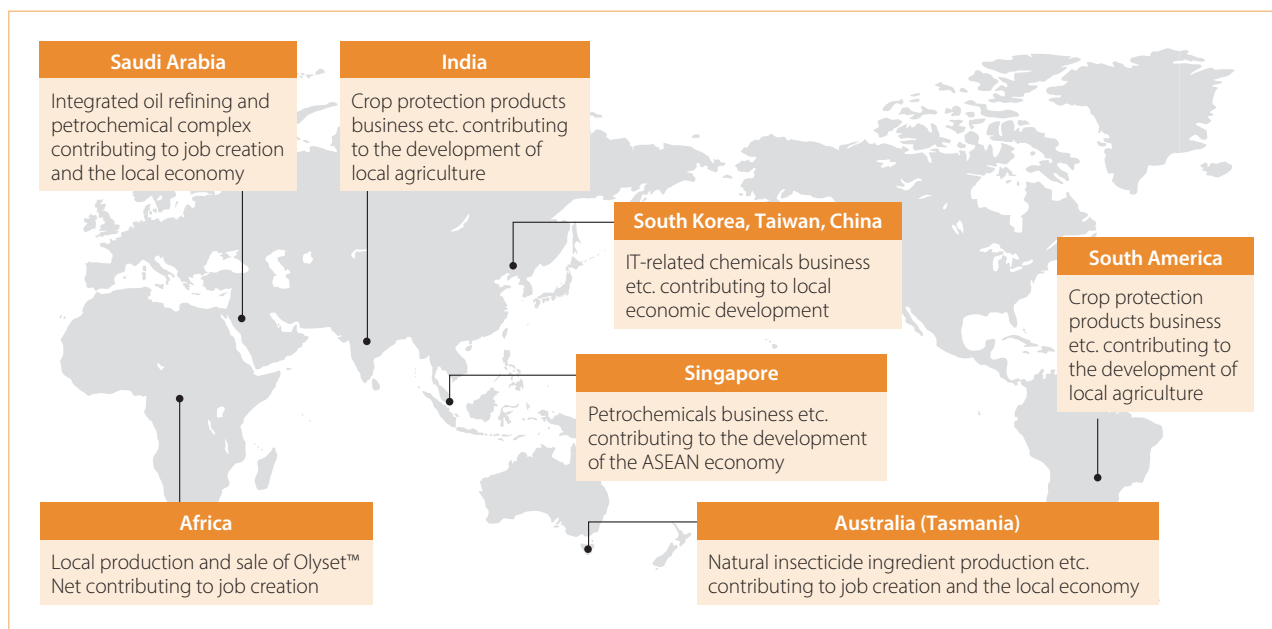 Saudi Arabia
Integrated oil refining and
petrochemical complex
contributing to job creation
and the local economy
India
Crop protection products
business etc. contributing
to the development of
local agriculture
South Korea, Taiwan, China
IT-related chemicals business
etc. contributing to local
economic development
South America
Crop protection
products business
etc. contributing to
the development of
local agriculture
Singapore
Petrochemicals business etc.
contributing to the development
of the ASEAN economy
Africa
Local production and sale of Olyset™
Net contributing to job creation
Australia (Tasmania)
Natural insecticide ingredient production etc.
contributing to job creation and the local economy